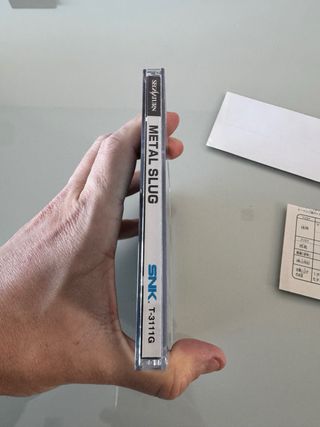 SEGA SATURN
METAL SLUG
SNK. T-3111G